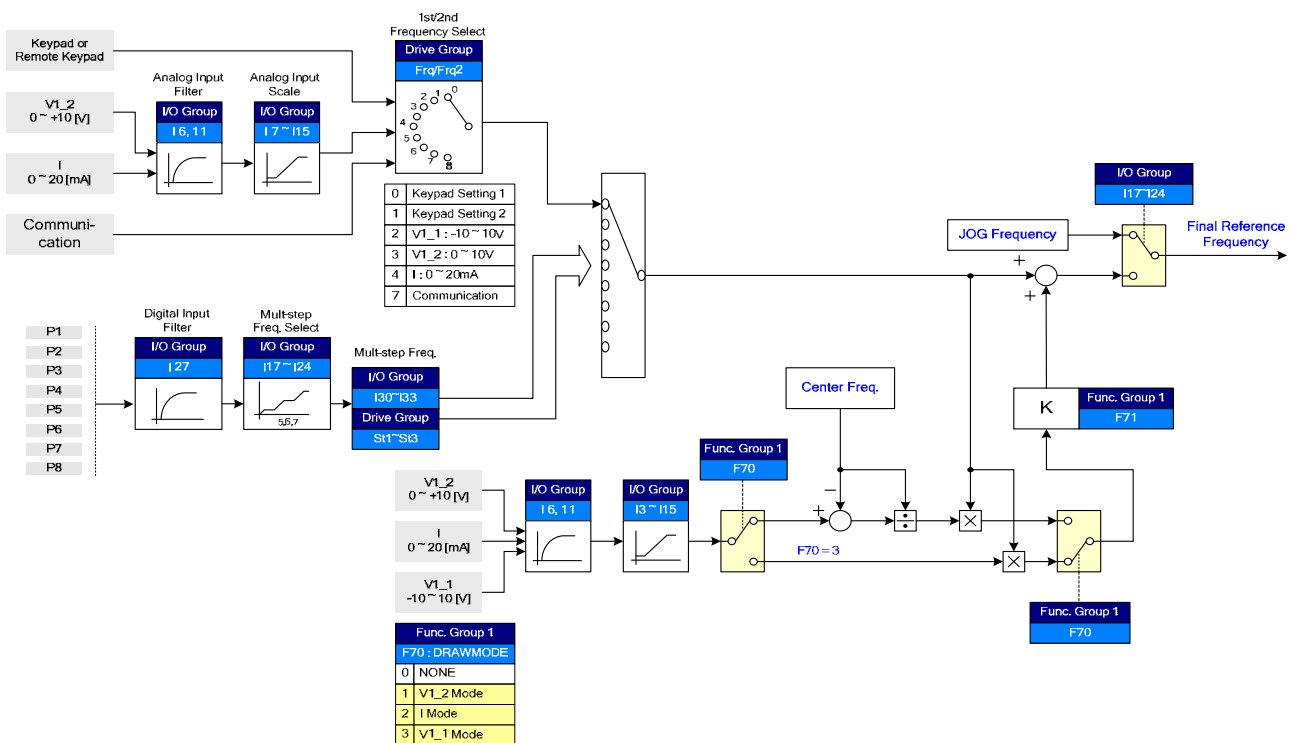 1st/2nd
Frequency Select
Drive Group
Frq/Frq2
0
1
2
3
4
5
6
7
8
Keypad or
Remote Keypad
Analog Input
Filter
I/O Group
I 6, 11
Analog Input
Scale
I/O Group
I 7 ~ I15
V1_2
0 ~ +10 [V]
I
0 ~ 20 [mA]
Communi-
cation
0 Keypad Setting 1
1 Keypad Setting 2
2 V1_1 : -10 ~ 10V
3 V1_2 : 0 ~ 10V
4 I : 0 ~ 20mA
7 Communication
I/O Group
I17~I24
JOG Frequency
Final Reference
Frequency
+
+
P1
P2
P3
P4
P5
P6
P7
P8
Digital Input
Filter
I/O Group
I 27
Mult-step
Freq. Select
I/O Group
I17 ~ I24
5,6,7
Mult-step Freq.
I/O Group
I30~I33
Drive Group
St1~St3
Center Freq.
K
Func. Group 1
F71
V1_2
0 ~ +10 [V]
I
0 ~ 20 [mA]
V1_1
-10 ~ 10 [V]
I/O Group
I 6, 11
I/O Group
I3 ~ I15
Func. Group 1
F70
−
+
÷
×
×
F70 = 3
Func. Group 1
F70
Func. Group 1
F70 : DRAWMODE
0 NONE
1 V1_2 Mode
2 I Mode
3 V1_1 Mode